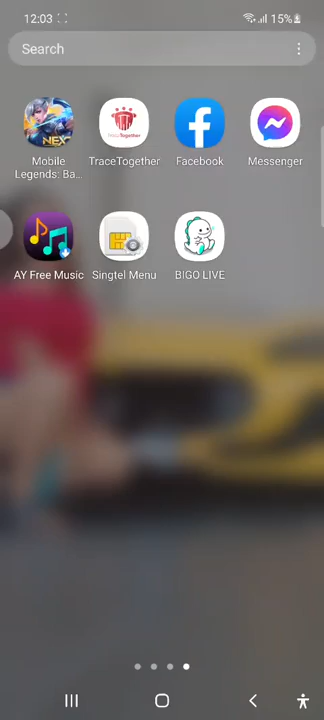 12:03
15%
Search
Mobile Legends: Ba...
TraceTogether
Facebook
Messenger
AY Free Music
Singtel Menu
BIGO LIVE